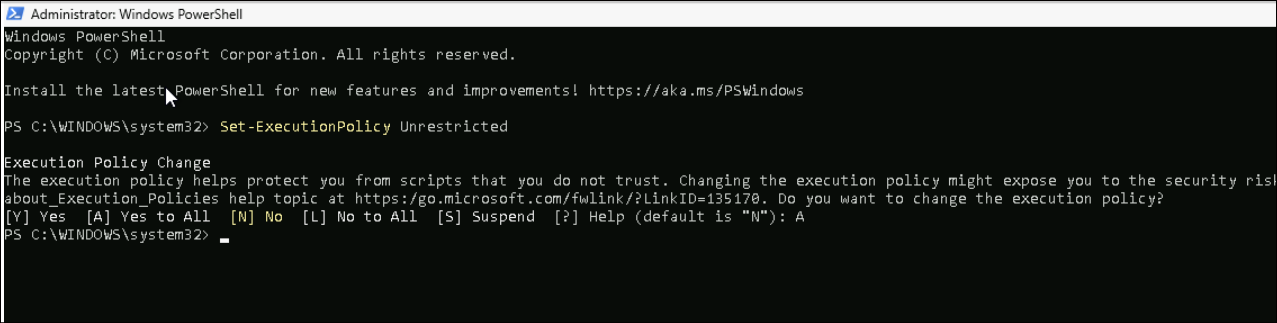 Administrator: Windows PowerShell
Windows PowerShell
Copyright (C) Microsoft Corporation. All rights reserved.
Install the latest PowerShell for new features and improvements! https://aka.ms/PSWindows
PS C:\WINDOWS\system32> Set-ExecutionPolicy Unrestricted
Execution Policy Change
The execution policy helps protect you from scripts that you do not trust. Changing the execution policy might expose you to the security risk
about_Execution_Policies help topic at https:/go.microsoft.com/fwlink/?LinkID=135170. Do you want to change the execution policy?
[Y] Yes  [A] Yes to All  [N] No  [L] No to All  [S] Suspend  [?] Help (default is "N"): A
PS C:\WINDOWS\system32>